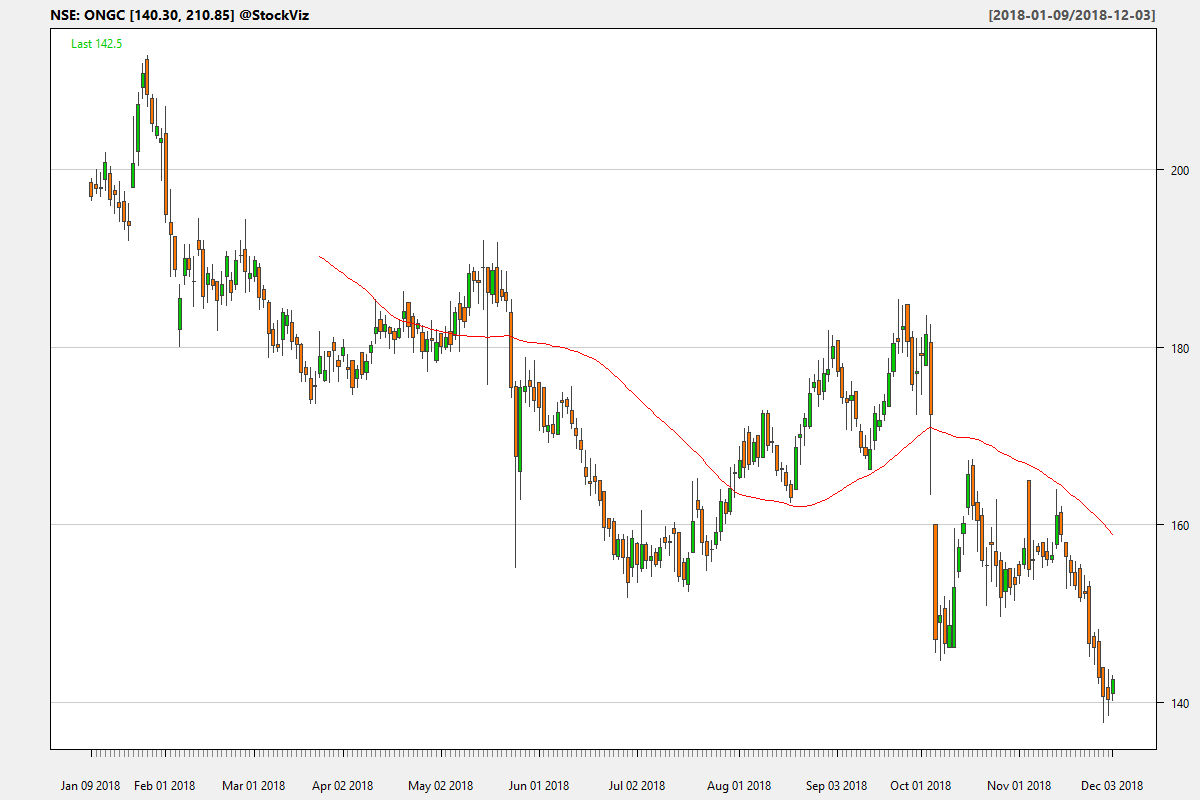 NSE: ONGC [140.30, 210.85] @StockViz
[2018-01-09/2018-12-03]
Last 142.5
200
180
160
140
Jan 09 2018 Feb 01 2018 Mar 01 2018 Apr 02 2018 May 02 2018 Jun 01 2018 Jul 02 2018 Aug 01 2018 Sep 03 2018 Oct 01 2018 Nov 01 2018 Dec 03 2018